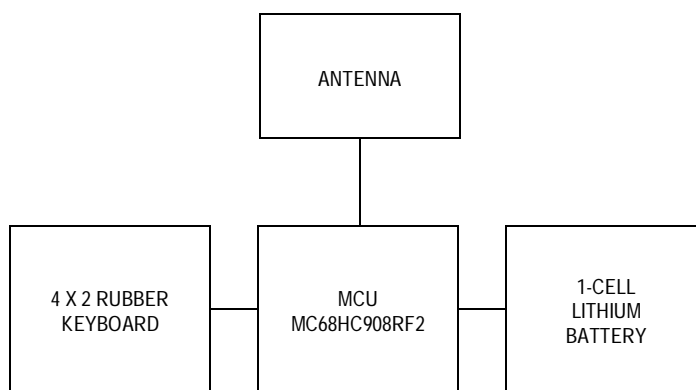 ANTENNA
4 X 2 RUBBER
KEYBOARD
MCU
MC68HC908RF2
1-CELL
LITHIUM
BATTERY